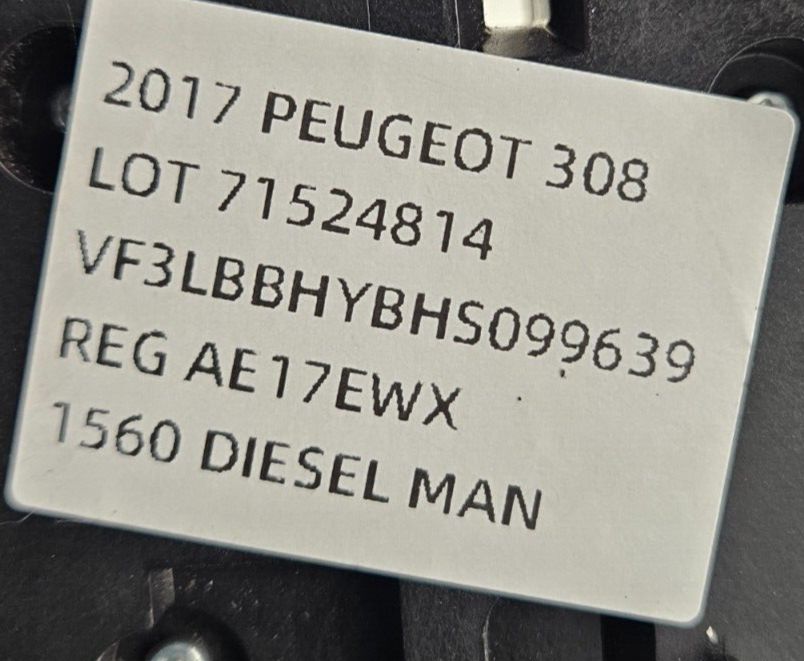 2017 PEUGEOT 308
LOT 71524814
VF3LBBHYBHS099639
REG AE17EWX
1560 DIESEL MAN